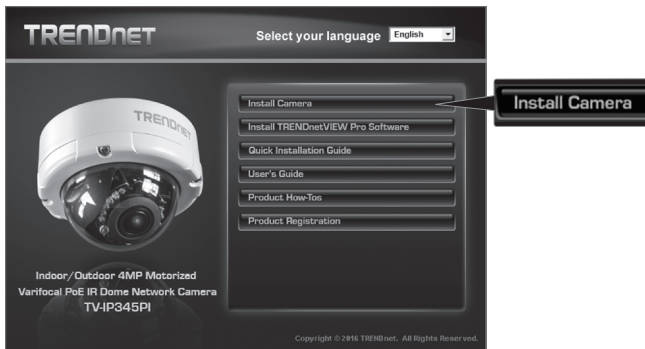 TRENDnET
Select your language English
Install Camera
Install TRENDnetVIEW Pro Software
Quick Installation Guide
User's Guide
Product How-Tos
Product Registration
Install Camera
TRENDnET
Indoor/Outdoor 4MP Motorized
Varifocal PoE IR Dome Network Camera
TV-IP345PI
Copyright © 2016 TRENDnet. All Rights Reserved.